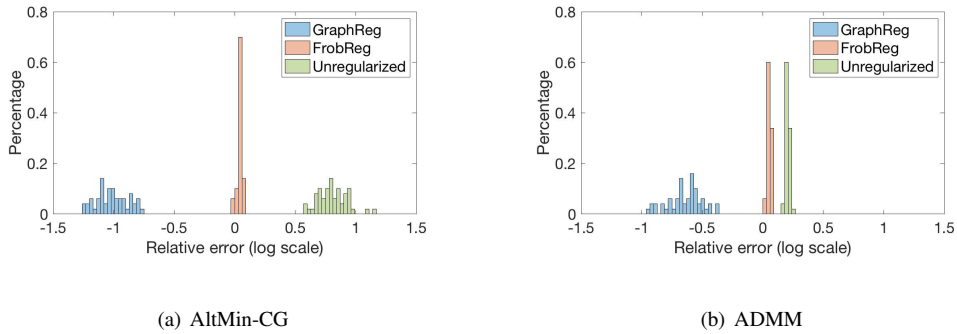 0.8
GraphReg
FrobReg
Unregularized
0.6
Percentage
0.4
0.2
0
-1.5 -1 -0.5 0 0.5 1 1.5
Relative error (log scale)
(a) AltMin-CG
0.8
GraphReg
FrobReg
Unregularized
0.6
Percentage
0.4
0.2
0
-1.5 -1 -0.5 0 0.5 1 1.5
Relative error (log scale)
(b) ADMM